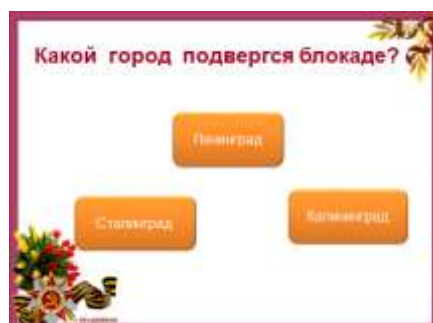 Какой город подвергся блокаде?
Ленинград
Сталинград
Калининград